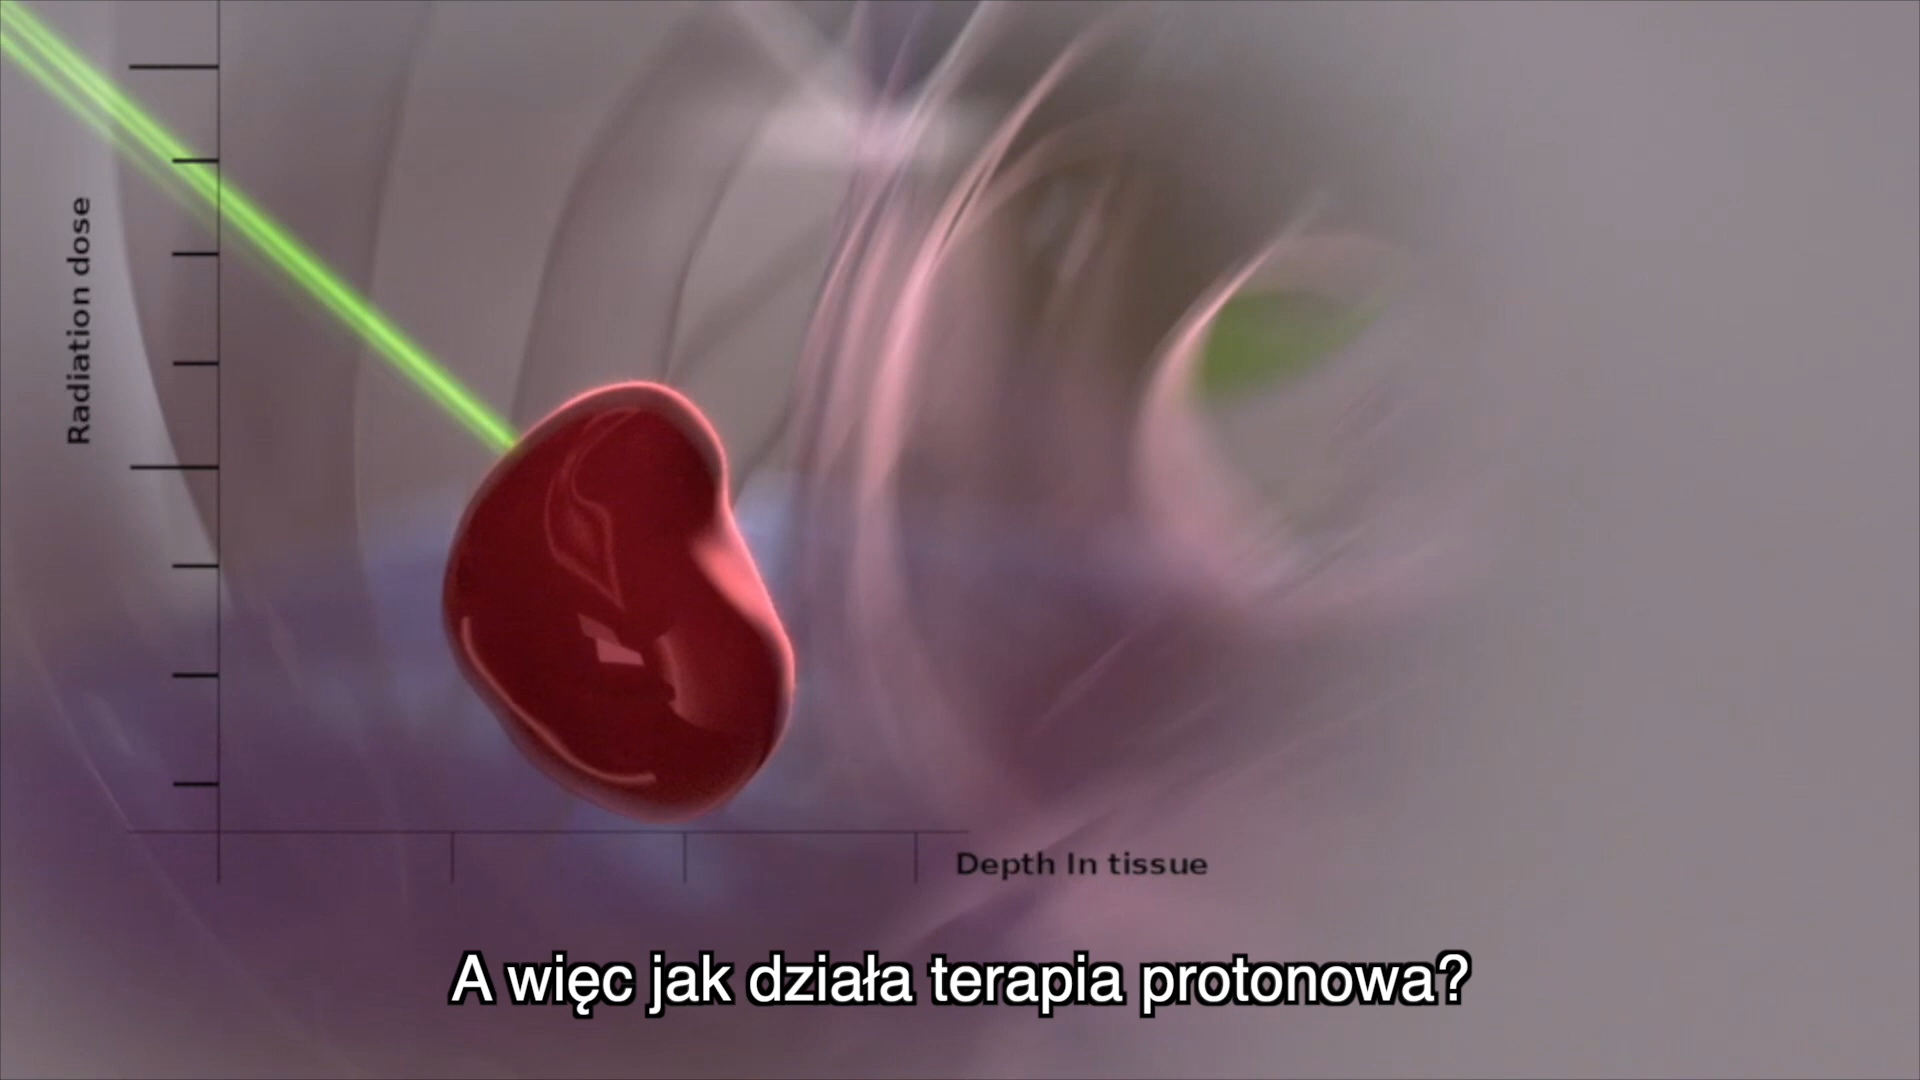 Radiation dose
Depth In tissue
A więc jak działa terapia protonowa?